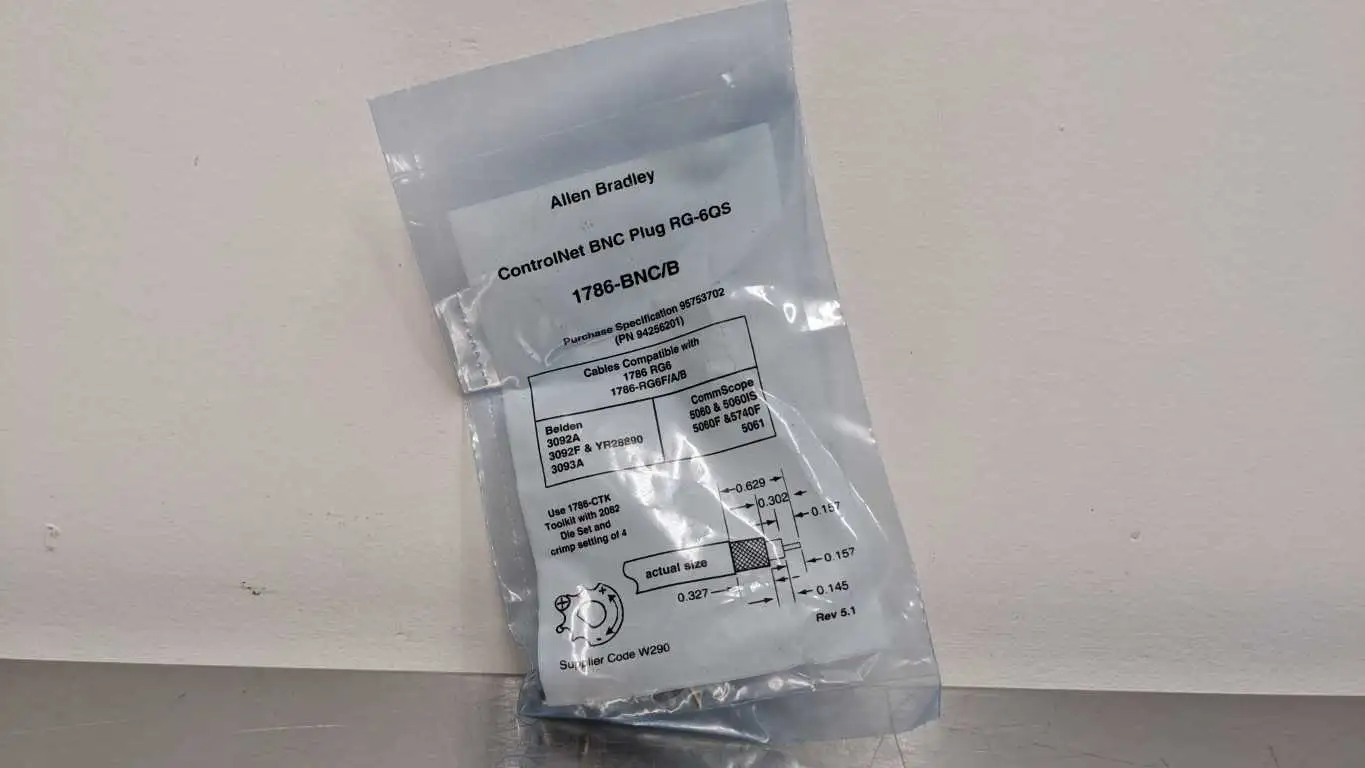 Allen Bradley
ControlNet BNC Plug RG-6QS
1786-BNC/B
Purchase Specification 95753702
(PN 94256201)
Cables Compatible with
1786 RG6
1786-RG6F/A/B
Belden
3092A
3092F & YR28890
3093A
CommScope
5060 & 5060IS
5060F &5740F
5061
Use 1786-CTK
Toolkit with 2082
Die Set and
crimp setting of 4
0.629
0.302
0.157
0.157
actual size
0.327
0.145
Rev 5.1
+
-
Supplier Code W290